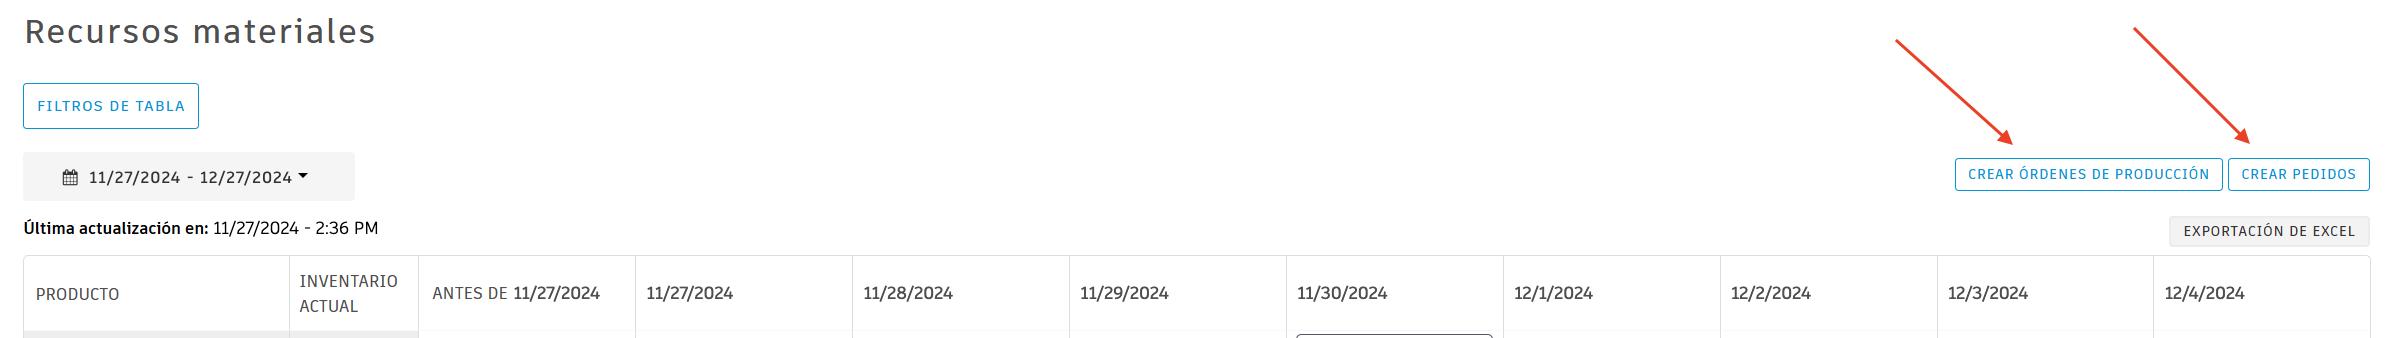 Recursos materiales
FILTROS DE TABLA
11/27/2024 - 12/27/2024
CREAR ÓRDENES DE PRODUCCIÓN
CREAR PEDIDOS
Última actualización en: 11/27/2024 - 2:36 PM
EXPORTACIÓN DE EXCEL
PRODUCTO
INVENTARIO
ACTUAL
ANTES DE 11/27/2024
11/27/2024
11/28/2024
11/29/2024
11/30/2024
12/1/2024
12/2/2024
12/3/2024
12/4/2024